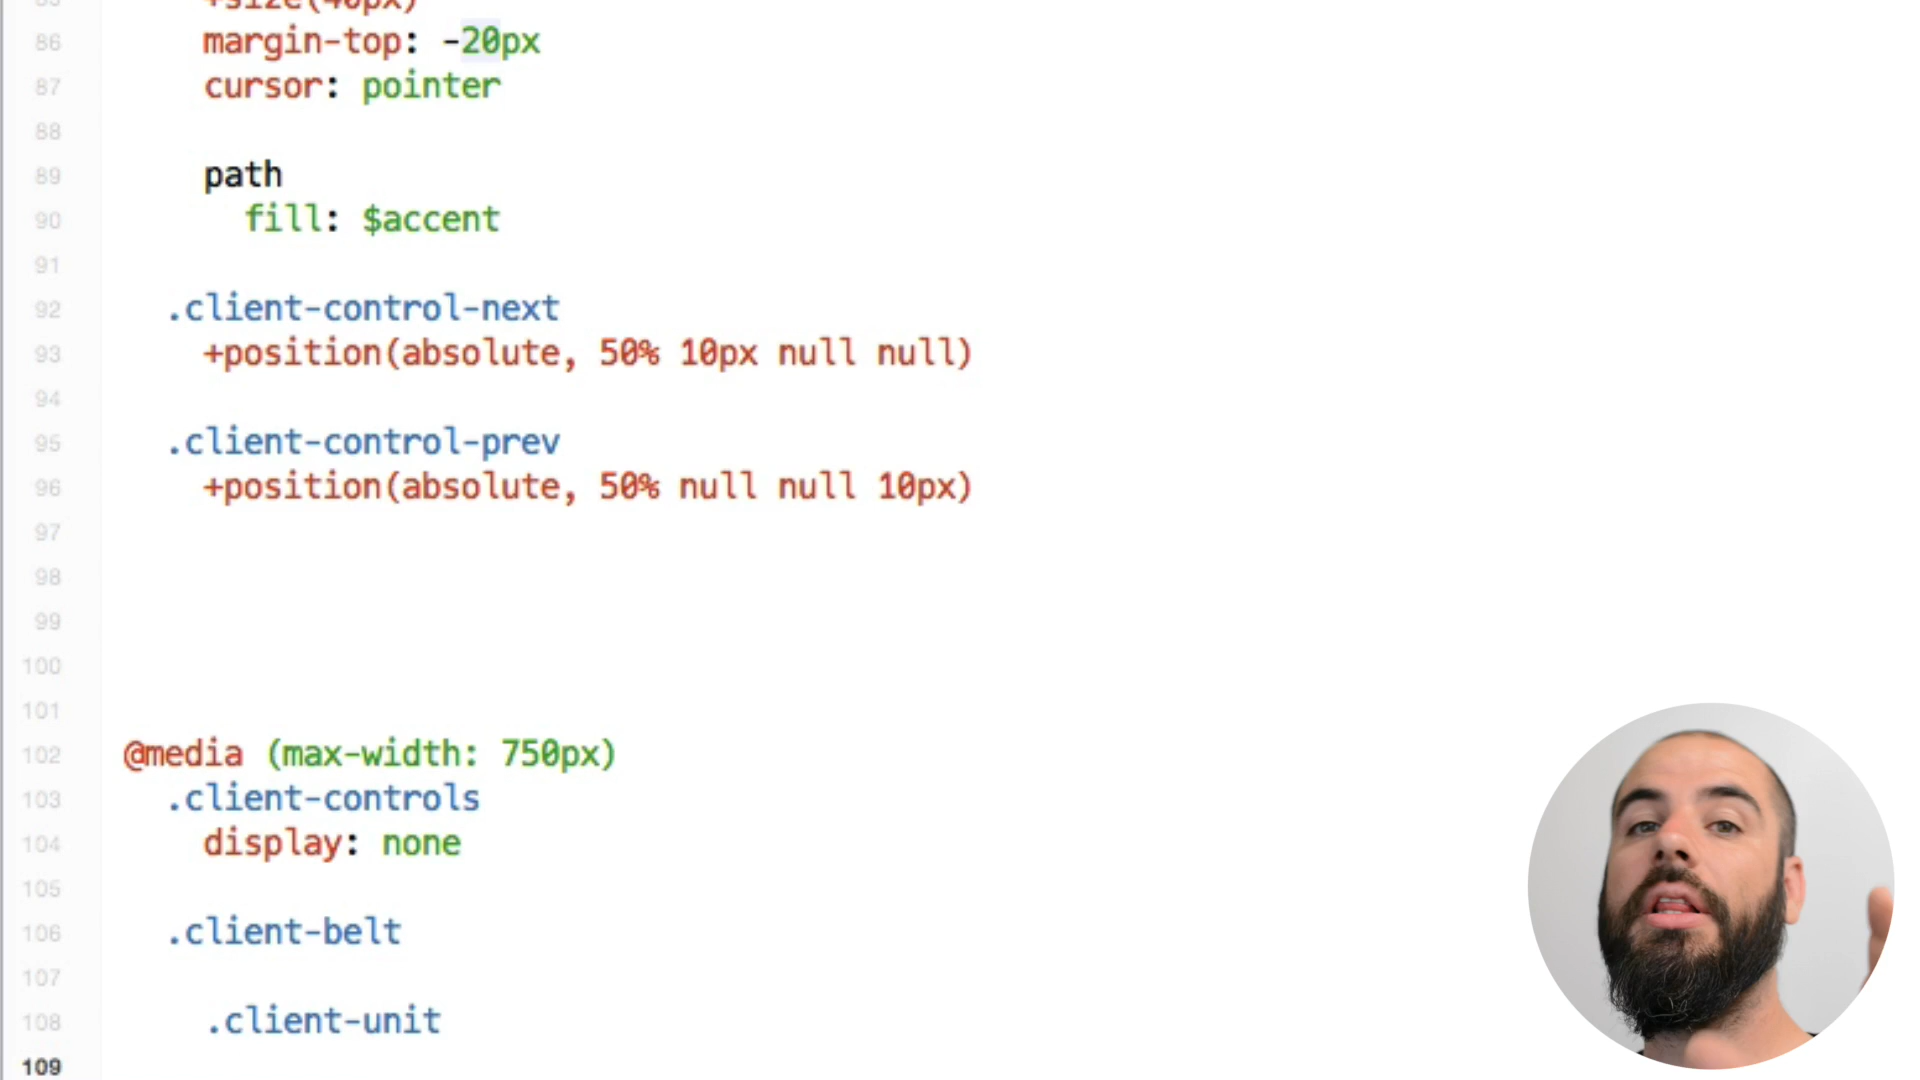 +size(40px)
86 margin-top: -20px
87 cursor: pointer
88
89 path
90 fill: $accent
91
92 .client-control-next
93 +position(absolute, 50% 10px null null)
94
95 .client-control-prev
96 +position(absolute, 50% null null 10px)
97
98
99
100
101
102 @media (max-width: 750px)
103 .client-controls
104 display: none
105
106 .client-belt
107
108 .client-unit
109